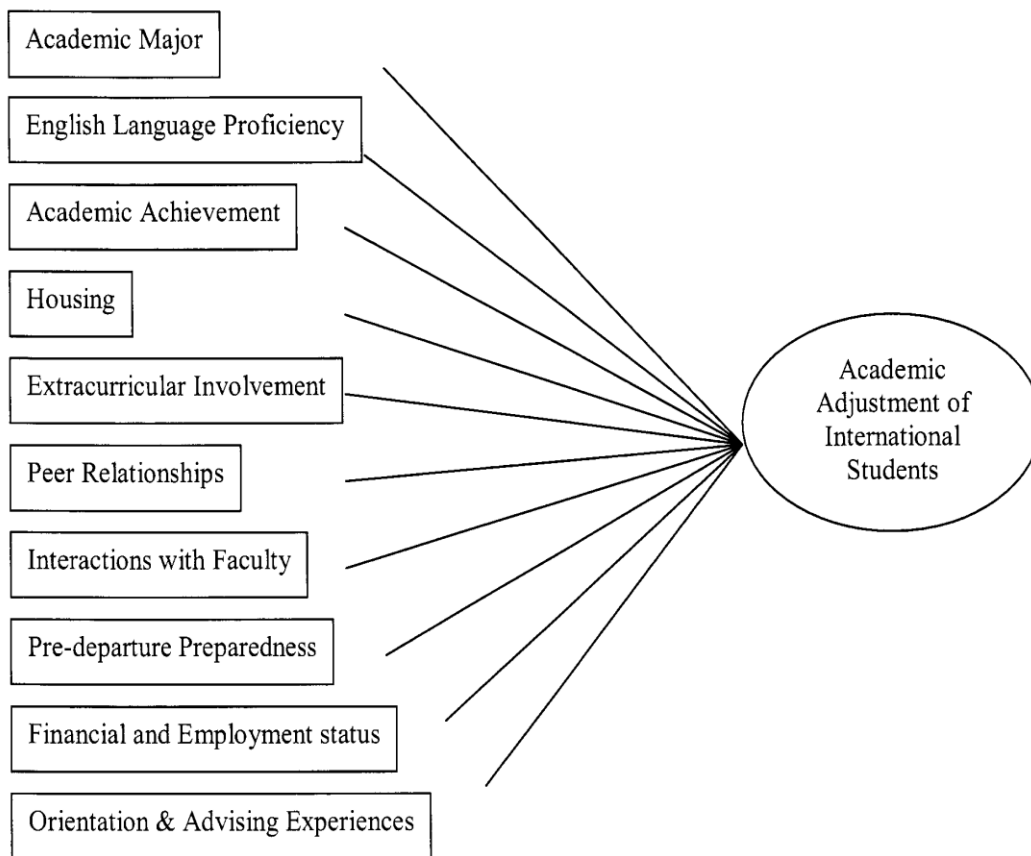 Academic Major
English Language Proficiency
Academic Achievement
Housing
Extracurricular Involvement
Peer Relationships
Interactions with Faculty
Pre-departure Preparedness
Financial and Employment status
Orientation & Advising Experiences
Academic
Adjustment of
International
Students